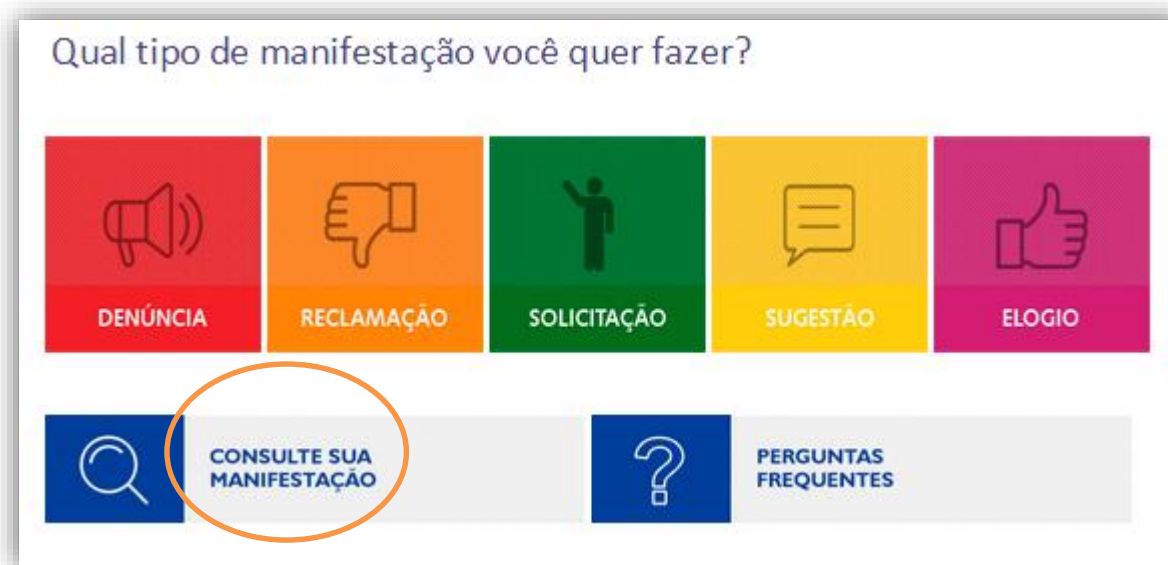 Qual tipo de manifestação você quer fazer?
DENÚNCIA
RECLAMAÇÃO
SOLICITAÇÃO
SUGESTÃO
ELOGIO
CONSULTE SUA
MANIFESTAÇÃO
PERGUNTAS
FREQUENTES